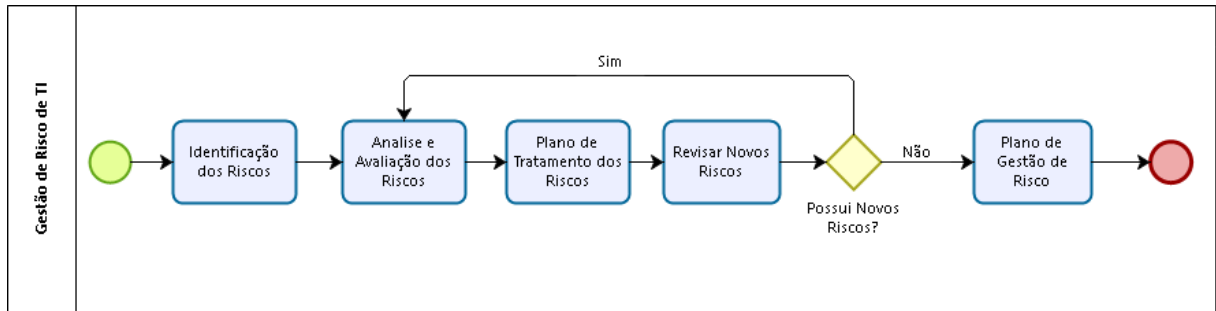 Gestão de Risco de TI
Sim
Identificação
dos Riscos
Analise e
Avaliação dos
Riscos
Plano de
Tratamento dos
Riscos
Revisar Novos
Riscos
Possui Novos
Riscos?
Não
Plano de
Gestão de
Risco